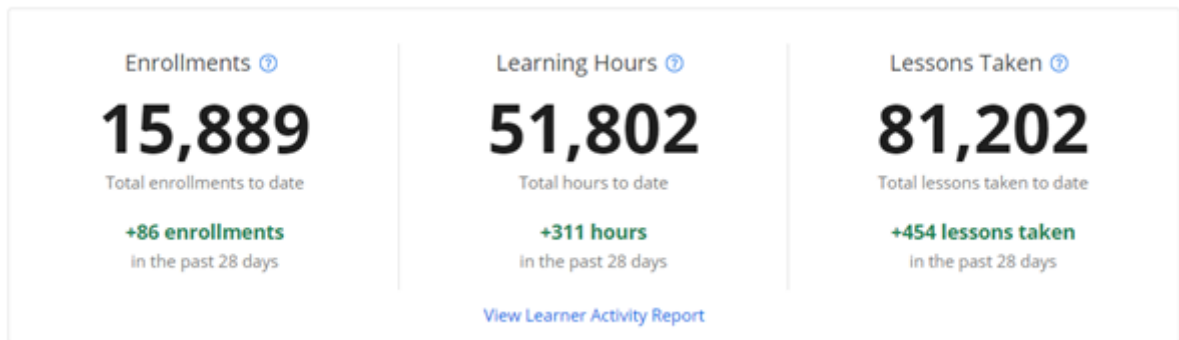 Enrollments
15,889
Total enrollments to date
+86 enrollments
in the past 28 days
Learning Hours
51,802
Total hours to date
+311 hours
in the past 28 days
Lessons Taken
81,202
Total lessons taken to date
+454 lessons taken
in the past 28 days
View Learner Activity Report